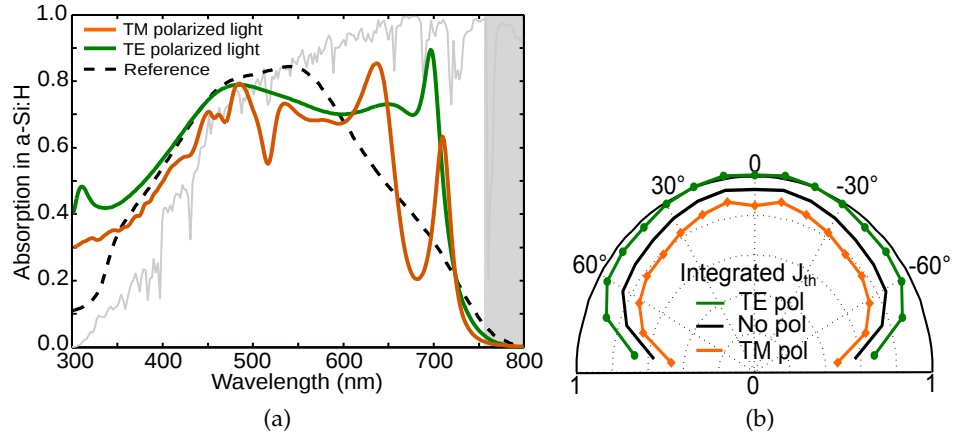 1.0
0.8
0.6
0.4
0.2
0.0
Absorption in a-Si:H
TM polarized light
TE polarized light
Reference
300 400 500 600 700 800
Wavelength (nm)
(a)
0
30° -30°
60° -60°
Integrated J_th
TE pol
No pol
TM pol
1 0 1
(b)